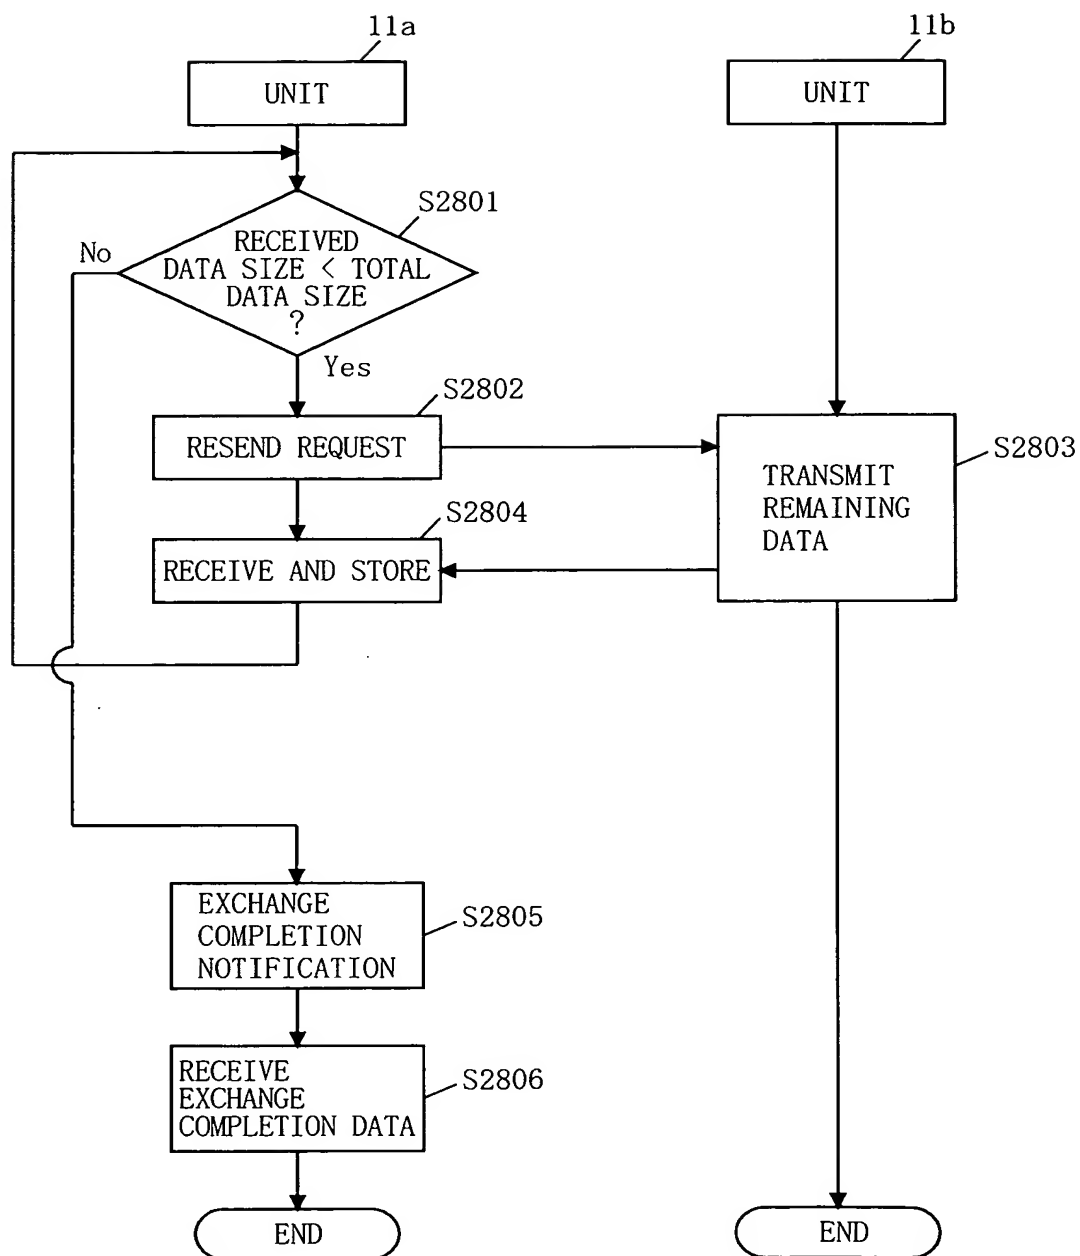 11a
11b
UNIT
UNIT
S2801
No
RECEIVED
DATA SIZE < TOTAL
DATA SIZE
?
Yes
S2802
RESEND REQUEST
S2803
TRANSMIT
REMAINING
DATA
S2804
RECEIVE AND STORE
EXCHANGE
COMPLETION
NOTIFICATION
S2805
RECEIVE
EXCHANGE
COMPLETION DATA
S2806
END
END